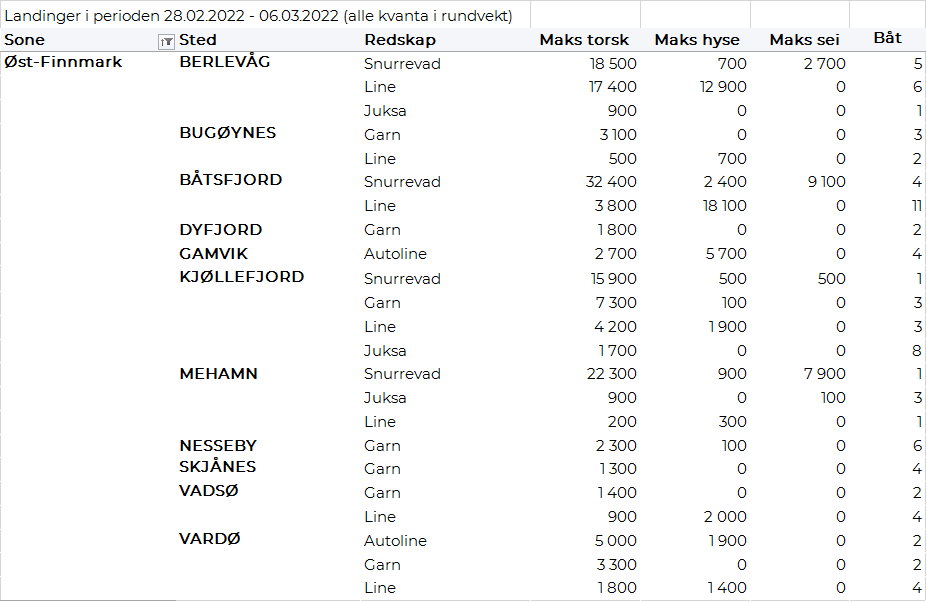 Landinger i perioden 28.02.2022 - 06.03.2022 (alle kvanta i rundvekt)
Sone Sted Redskap Maks torsk Maks hyse Maks sei Båt
Øst-Finnmark BERLEVÅG Snurrevad 18 500 700 2 700 5
Line 17 400 12 900 0 6
Juksa 900 0 0 1
BUGØYNES Garn 3 100 0 0 3
Line 500 700 0 2
BÅTSFJORD Snurrevad 32 400 2 400 9 100 4
Line 3 800 18 100 0 11
DYFJORD Garn 1 800 0 0 2
GAMVIK Autoline 2 700 5 700 0 4
KJØLLEFJORD Snurrevad 15 900 500 500 1
Garn 7 300 100 0 3
Line 4 200 1 900 0 3
Juksa 1 700 0 0 8
MEHAMN Snurrevad 22 300 900 7 900 1
Juksa 900 0 100 3
Line 200 300 0 1
NESSEBY Garn 2 300 100 0 6
SKJÅNES Garn 1 300 0 0 4
VADSØ Garn 1 400 0 0 2
Line 900 2 000 0 4
VARDØ Autoline 5 000 1 900 0 2
Garn 3 300 0 0 2
Line 1 800 1 400 0 4